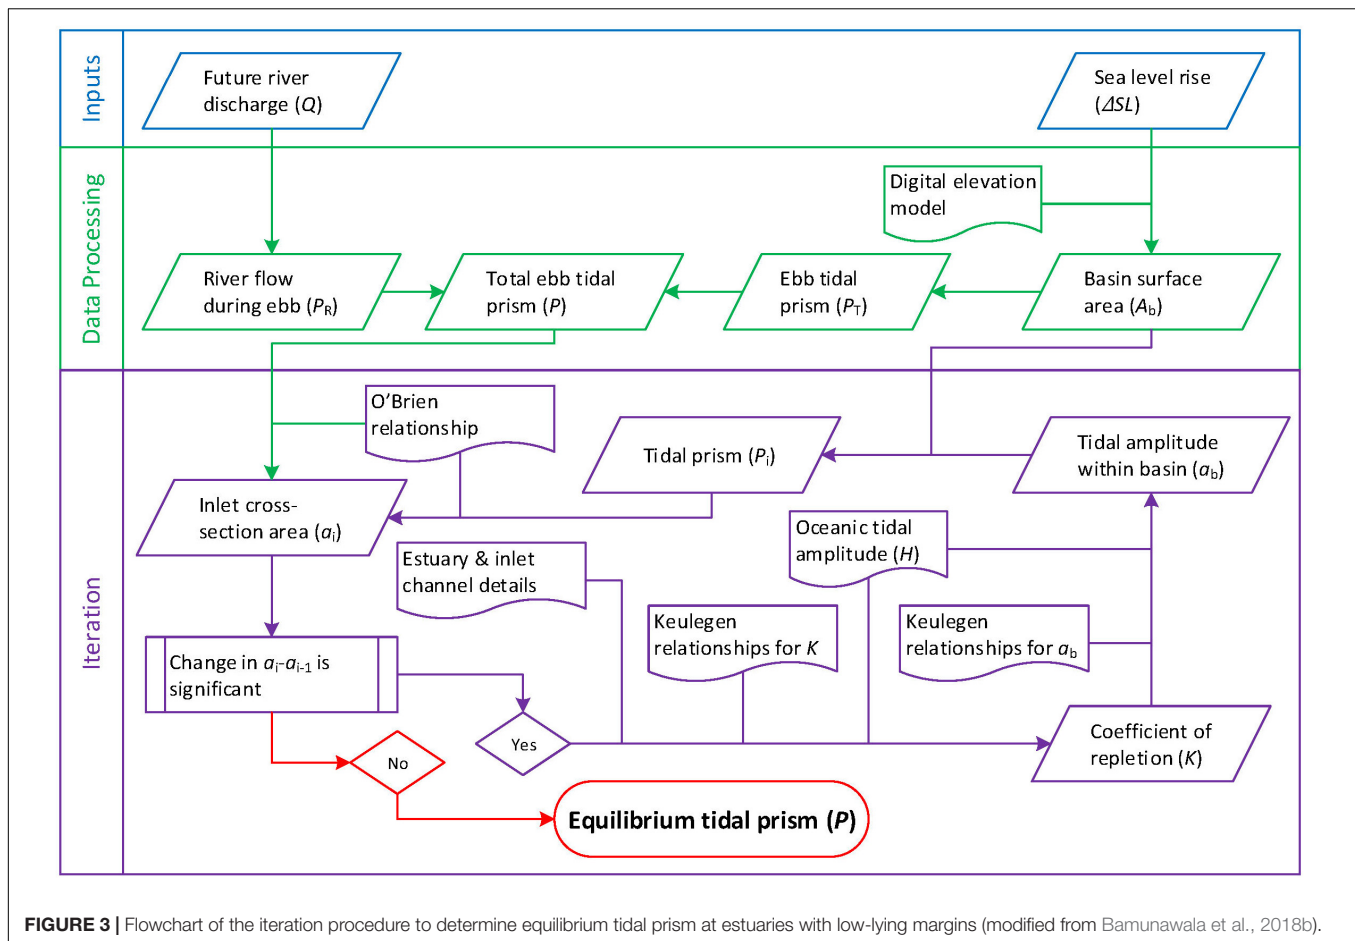 Inputs
Future river
discharge (Q)
Sea level rise
(ΔSL)
Data Processing
Digital elevation
model
River flow
during ebb (PR)
Total ebb tidal
prism (P)
Ebb tidal
prism (PT)
Basin surface
area (Ab)
Iteration
O'Brien
relationship
Tidal prism (Pi)
Tidal amplitude
within basin (ab)
Inlet cross-
section area (ai)
Estuary & inlet
channel details
Oceanic tidal
amplitude (H)
Keulegen
relationships for K
Keulegen
relationships for ab
Change in ai-ai-1 is
significant
Yes
No
Coefficient of
repletion (K)
Equilibrium tidal prism (P)
FIGURE 3 | Flowchart of the iteration procedure to determine equilibrium tidal prism at estuaries with low-lying margins (modified from Bamunawala et al., 2018b).